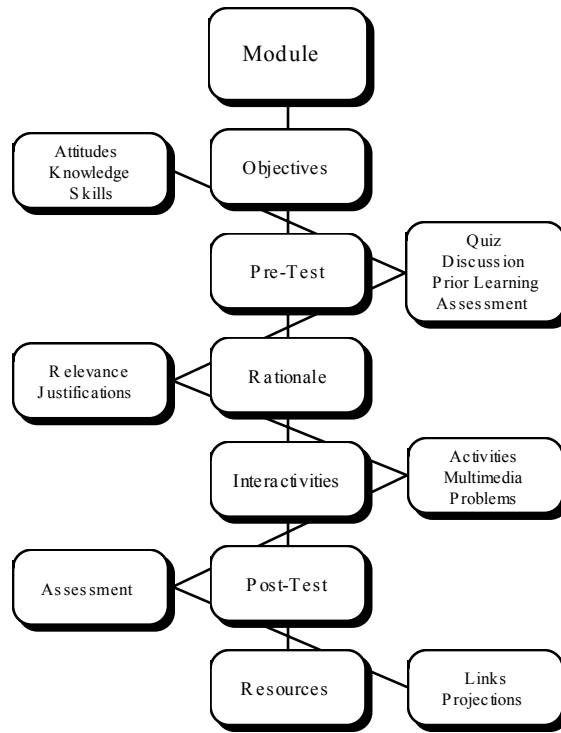 Module
Attitudes
Knowledge
Skills
Objectives
Pre-Test
Quiz
Discussion
Prior Learning
Assessment
Relevance
Justifications
Rationale
Interactivities
Activities
Multimedia
Problems
Assessment
Post-Test
Resources
Links
Projections